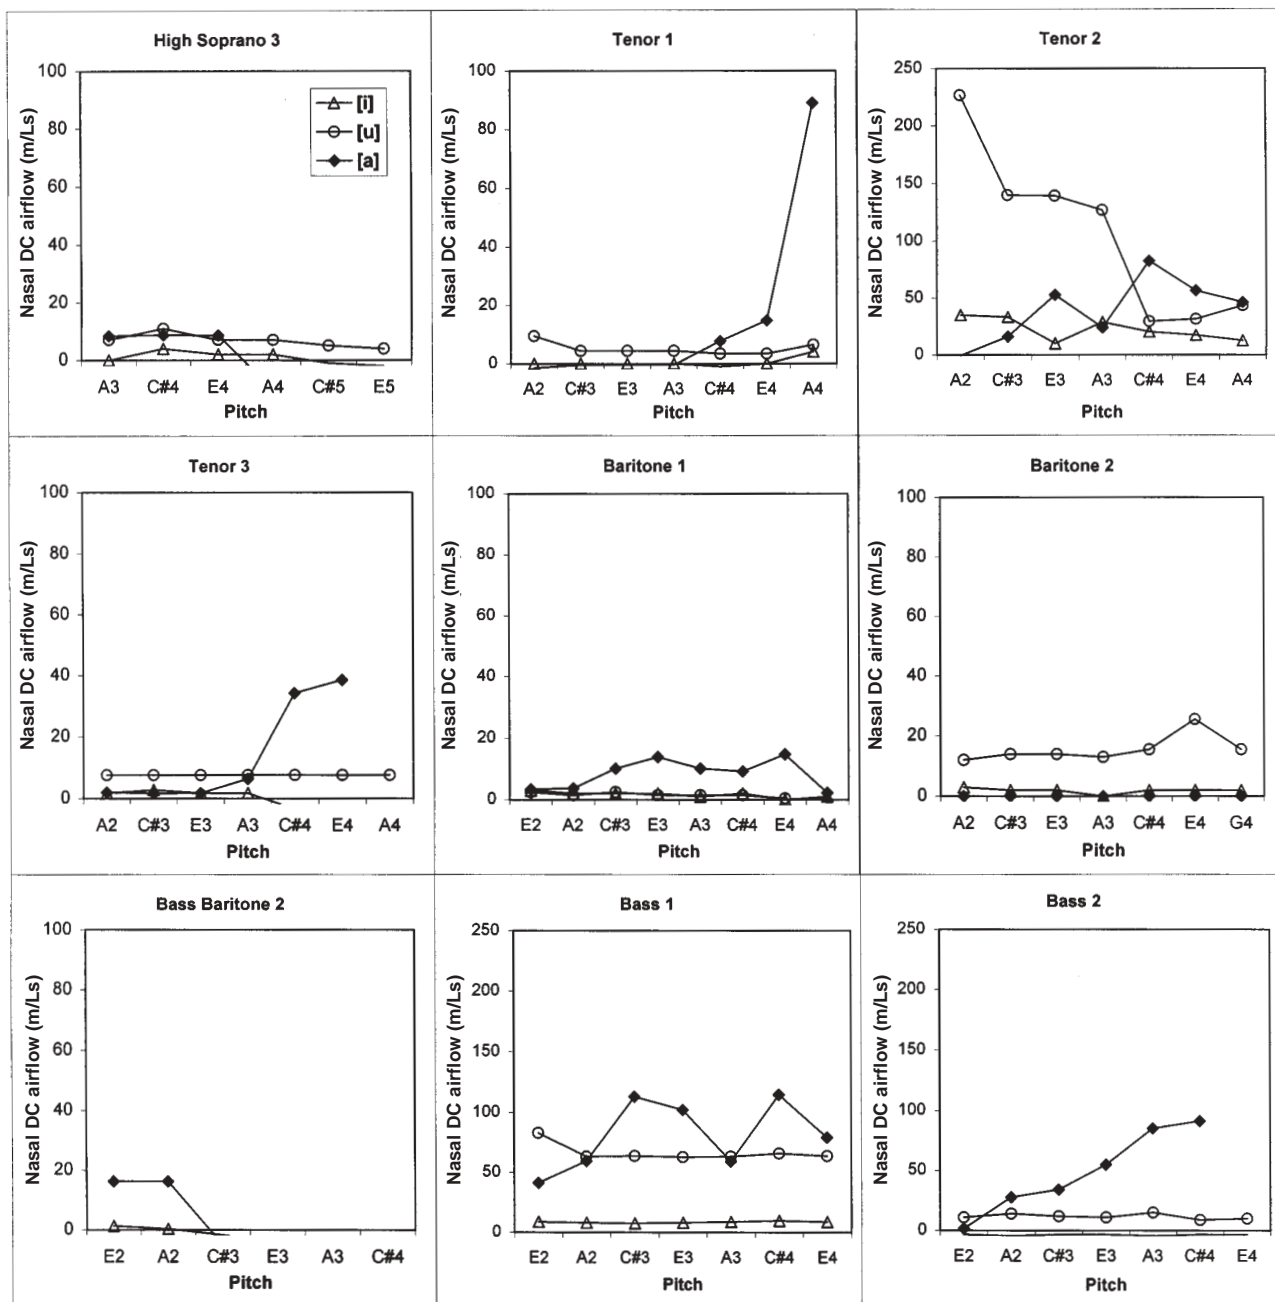 High Soprano 3
Nasal DC airflow (m/Ls)
100
80
60
40
20
0
[i]
[u]
[a]
A3 C#4 E4 A4 C#5 E5
Pitch
Tenor 1
Nasal DC airflow (m/Ls)
100
80
60
40
20
0
A2 C#3 E3 A3 C#4 E4 A4
Pitch
Tenor 2
Nasal DC airflow (m/Ls)
250
200
150
100
50
0
A2 C#3 E3 A3 C#4 E4 A4
Pitch
Tenor 3
Nasal DC airflow (m/Ls)
100
80
60
40
20
0
A2 C#3 E3 A3 C#4 E4 A4
Pitch
Baritone 1
Nasal DC airflow (m/Ls)
100
80
60
40
20
0
E2 A2 C#3 E3 A3 C#4 E4 A4
Pitch
Baritone 2
Nasal DC airflow (m/Ls)
100
80
60
40
20
0
A2 C#3 E3 A3 C#4 E4 G4
Pitch
Bass Baritone 2
Nasal DC airflow (m/Ls)
100
80
60
40
20
0
E2 A2 C#3 E3 A3 C#4
Pitch
Bass 1
Nasal DC airflow (m/Ls)
250
200
150
100
50
0
E2 A2 C#3 E3 A3 C#4 E4
Pitch
Bass 2
Nasal DC airflow (m/Ls)
250
200
150
100
50
0
E2 A2 C#3 E3 A3 C#4 E4
Pitch